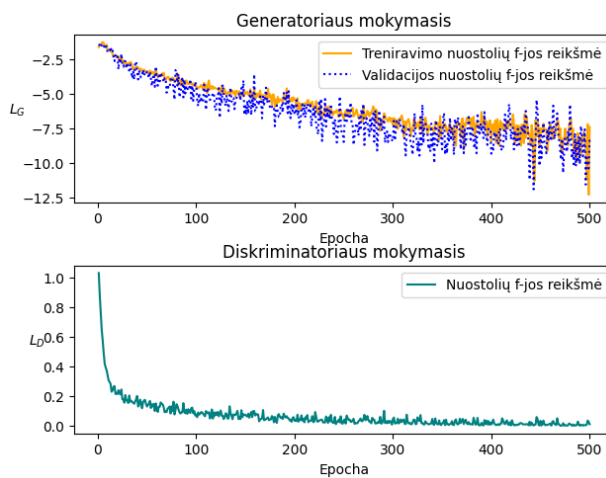 Generatoriaus mokymasis
Treniravimo nuostolių f-jos reikšmė
Validacijos nuostolių f-jos reikšmė
L_G
−2.5
−5.0
−7.5
−10.0
−12.5
0 100 200 300 400 500
Epocha
Diskriminatoriaus mokymasis
Nuostolių f-jos reikšmė
L_D
1.0
0.8
0.6
0.4
0.2
0.0
0 100 200 300 400 500
Epocha